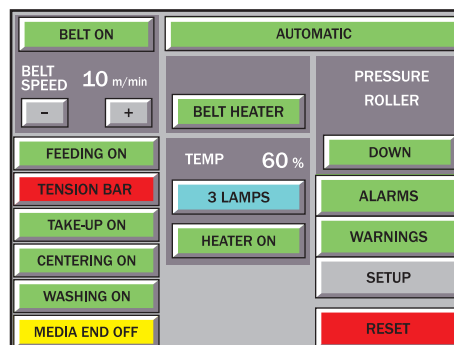 BELT ON
AUTOMATIC
BELT
SPEED 10 m/min
- +
FEEDING ON
TENSION BAR
TAKE-UP ON
CENTERING ON
WASHING ON
MEDIA END OFF
BELT HEATER
TEMP 60 %
3 LAMPS
HEATER ON
PRESSURE
ROLLER
DOWN
ALARMS
WARNINGS
SETUP
RESET